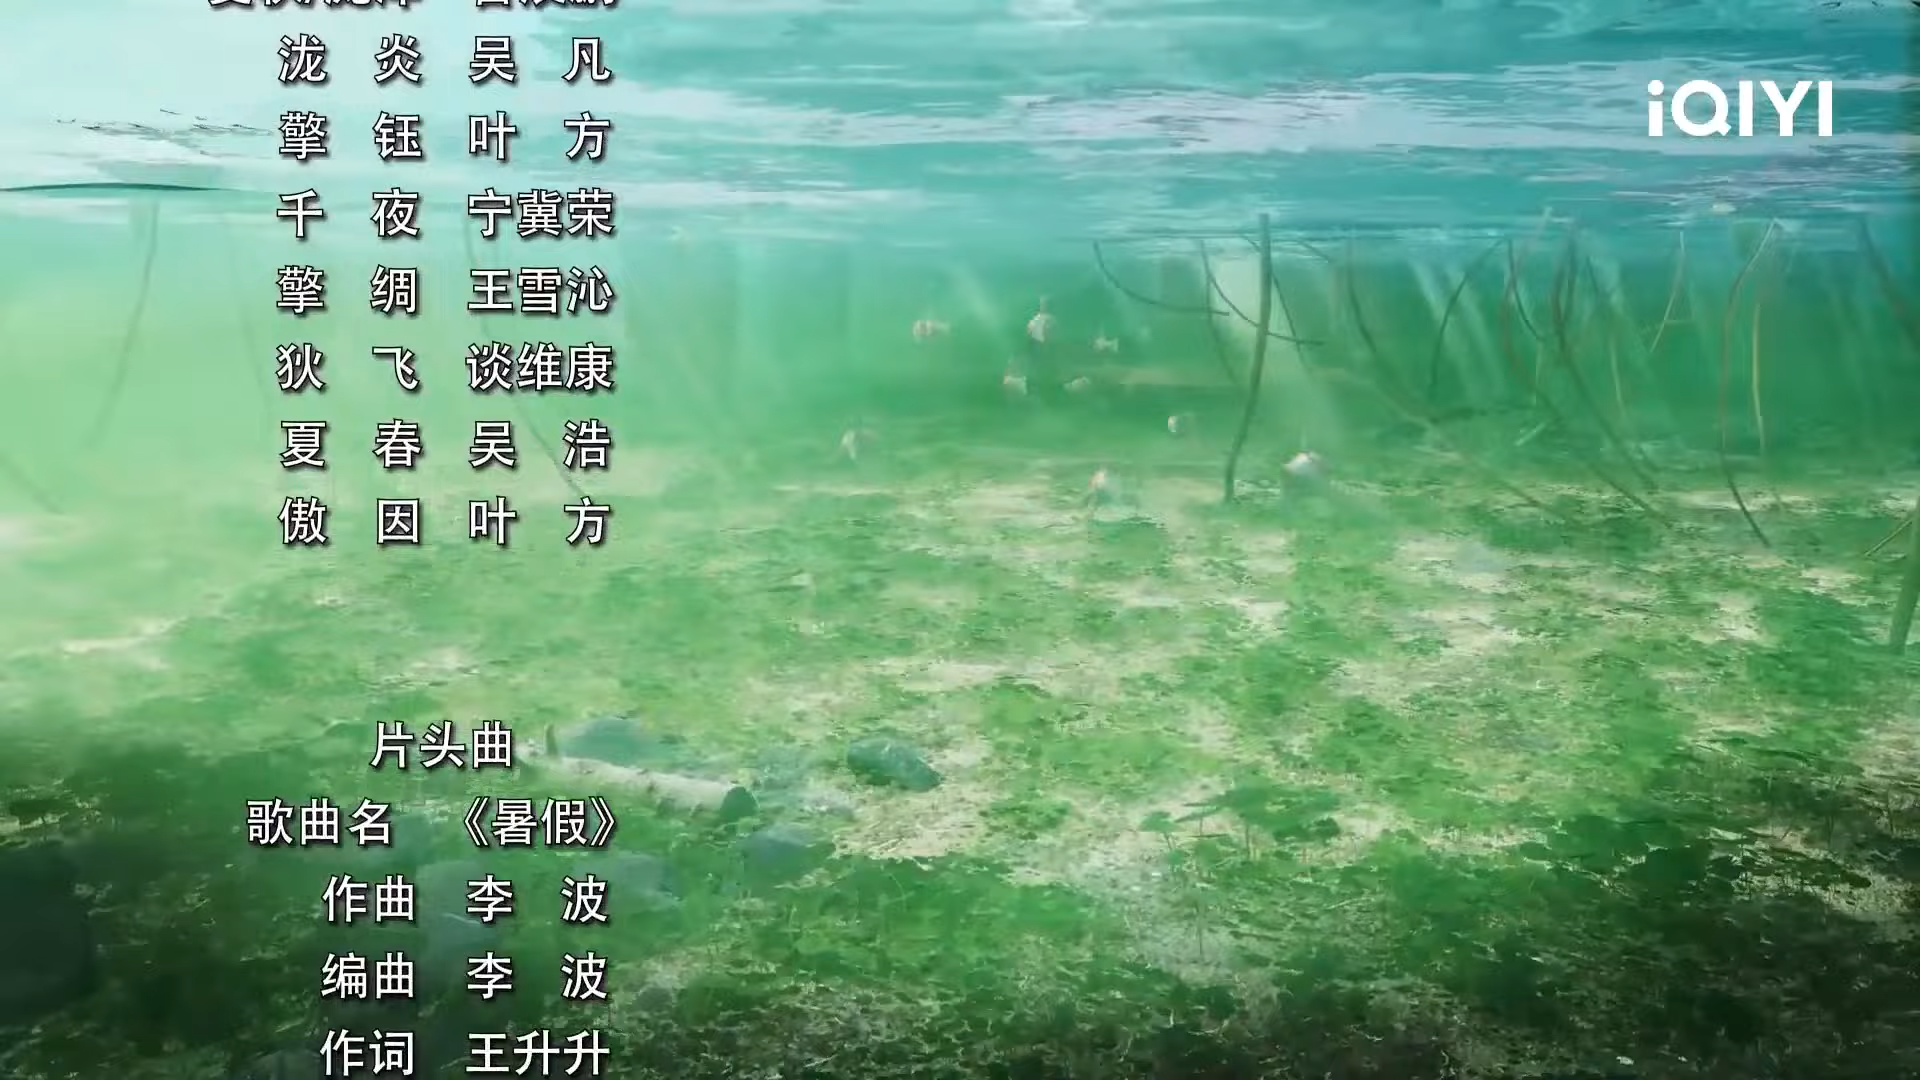 泷炎 吴凡
iQIYI
擎钰 叶方
千夜 宁冀荣
擎绸 王雪沁
狄飞 谈维康
夏春 吴浩
傲因 叶方
片头曲
歌曲名 《暑假》
作曲 李波
编曲 李波
作词 王升升